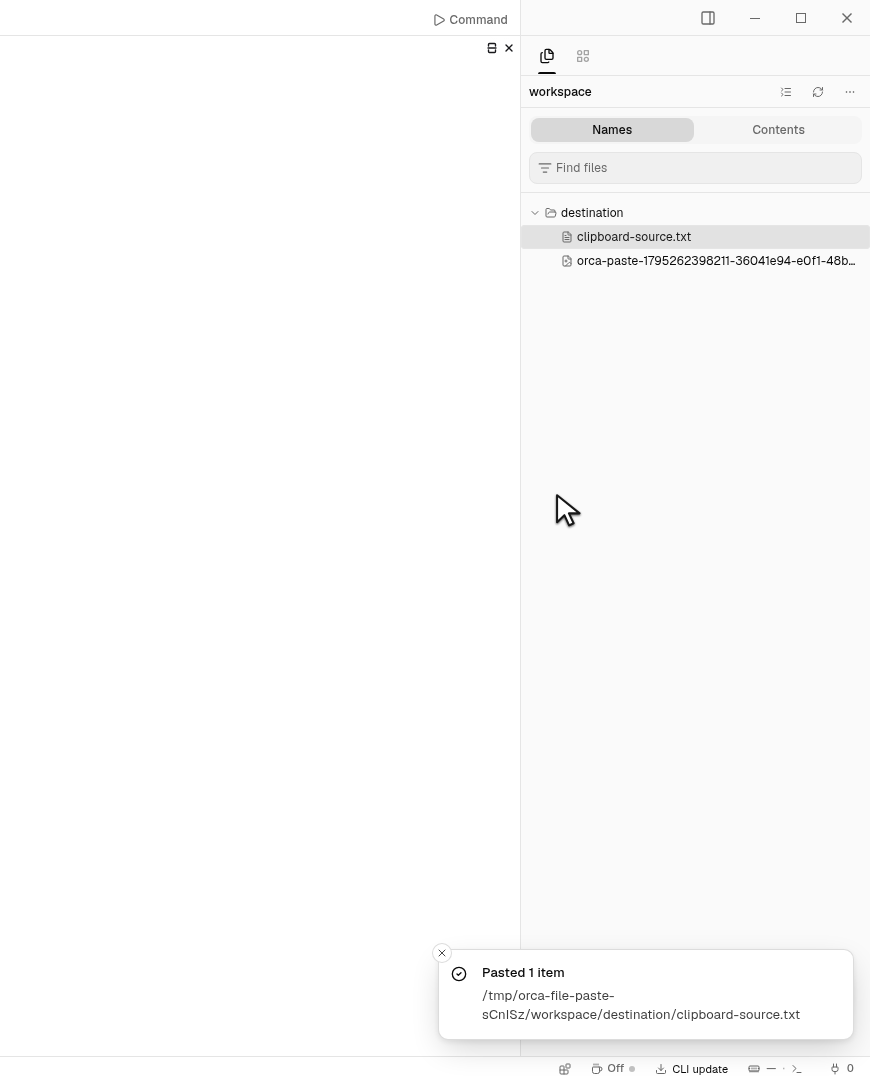 Command
workspace
Names
Contents
Find files
destination
clipboard-source.txt
orca-paste-1795262398211-36041e94-e0f1-48b…
Pasted 1 item
/tmp/orca-file-paste-
sCnISz/workspace/destination/clipboard-source.txt
Off
CLI update
0